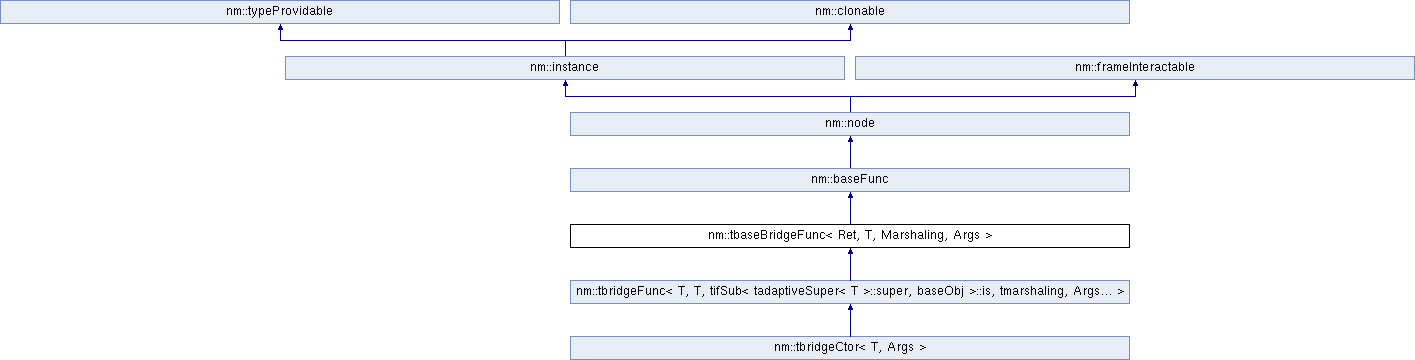 nm::typeProvidable
nm::clonable
nm::instance
nm::frameInteractable
nm::node
nm::baseFunc
nm::tbaseBridgeFunc< Ret, T, Marshaling, Args >
nm::tbridgeFunc< T, T, tifSub< tadaptiveSuper< T >::super, baseObj >::is, tmarshaling, Args... >
nm::tbridgeCtor< T, Args >